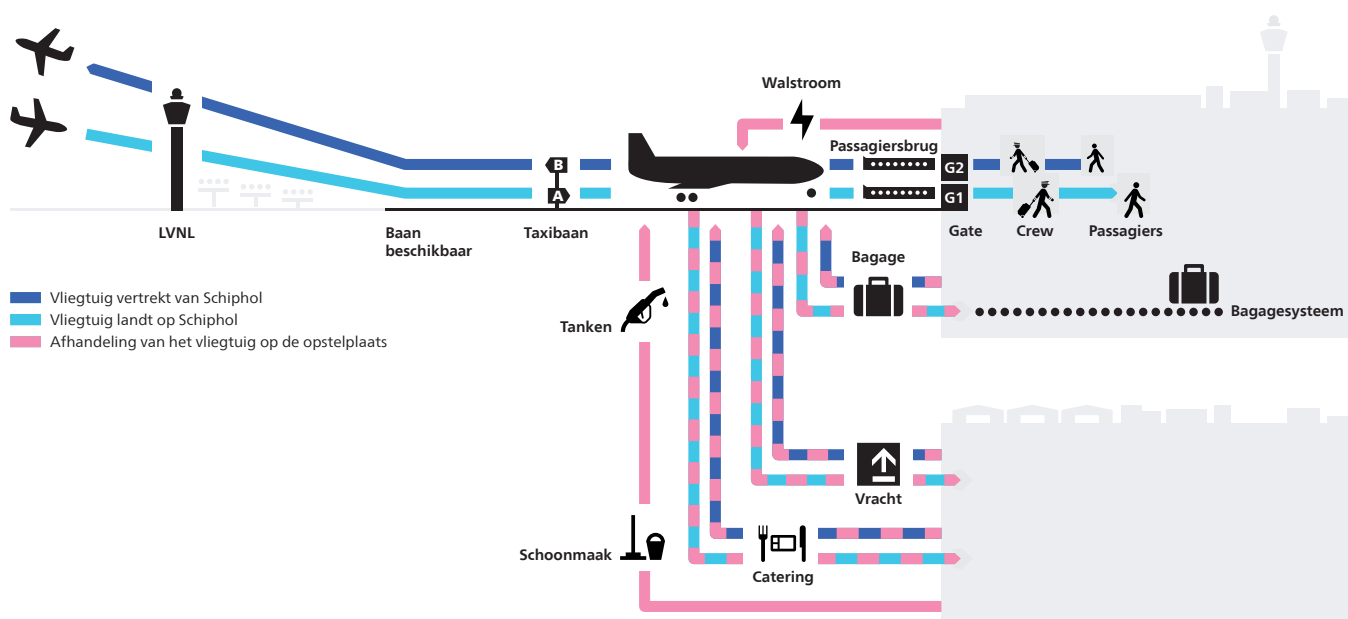 Walstroom
Passagiersbrug
B
A
G2
G1
LVNL
Baan
beschikbaar
Taxibaan
Gate
Crew
Passagiers
Bagage
Bagagesysteem
Vliegtuig vertrekt van Schiphol
Vliegtuig landt op Schiphol
Afhandeling van het vliegtuig op de opstelplaats
Tanken
Vracht
Schoonmaak
Catering